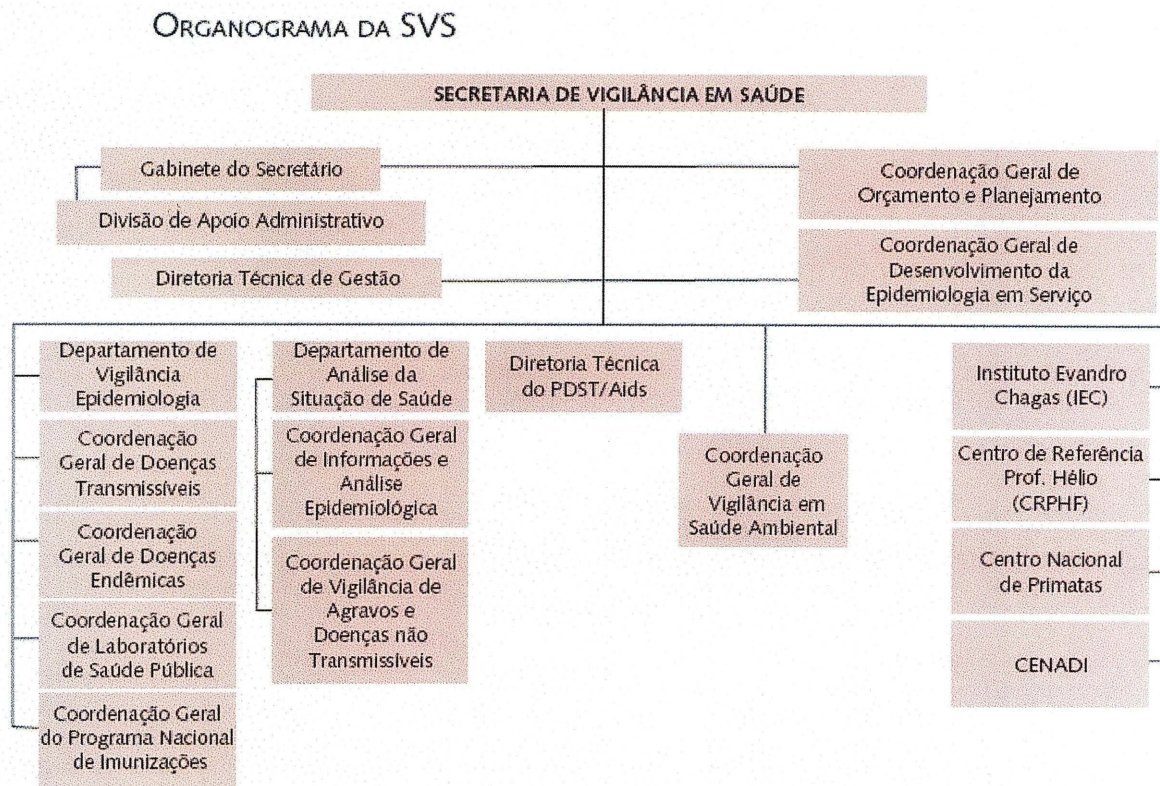 ORGANOGRAMA DA SVS
SECRETARIA DE VIGILÂNCIA EM SAÚDE
Gabinete do Secretário
Divisão de Apoio Administrativo
Diretoria Técnica de Gestão
Coordenação Geral de
Orçamento e Planejamento
Coordenação Geral de
Desenvolvimento da
Epidemiologia em Serviço
Departamento de
Vigilância
Epidemiologia
Coordenação
Geral de Doenças
Transmissíveis
Coordenação
Geral de Doenças
Endêmicas
Coordenação Geral
de Laboratórios
de Saúde Pública
Coordenação Geral
do Programa Nacional
de Imunizações
Departamento de
Análise da
Situação de Saúde
Coordenação Geral
de Informações e
Análise
Epidemiológica
Coordenação Geral
de Vigilância de
Agravos e
Doenças não
Transmissíveis
Diretoria Técnica
do PDST/Aids
Coordenação
Geral de
Vigilância em
Saúde Ambiental
Instituto Evandro
Chagas (IEC)
Centro de Referência
Prof. Hélio
(CRPHF)
Centro Nacional
de Primatas
CENADI